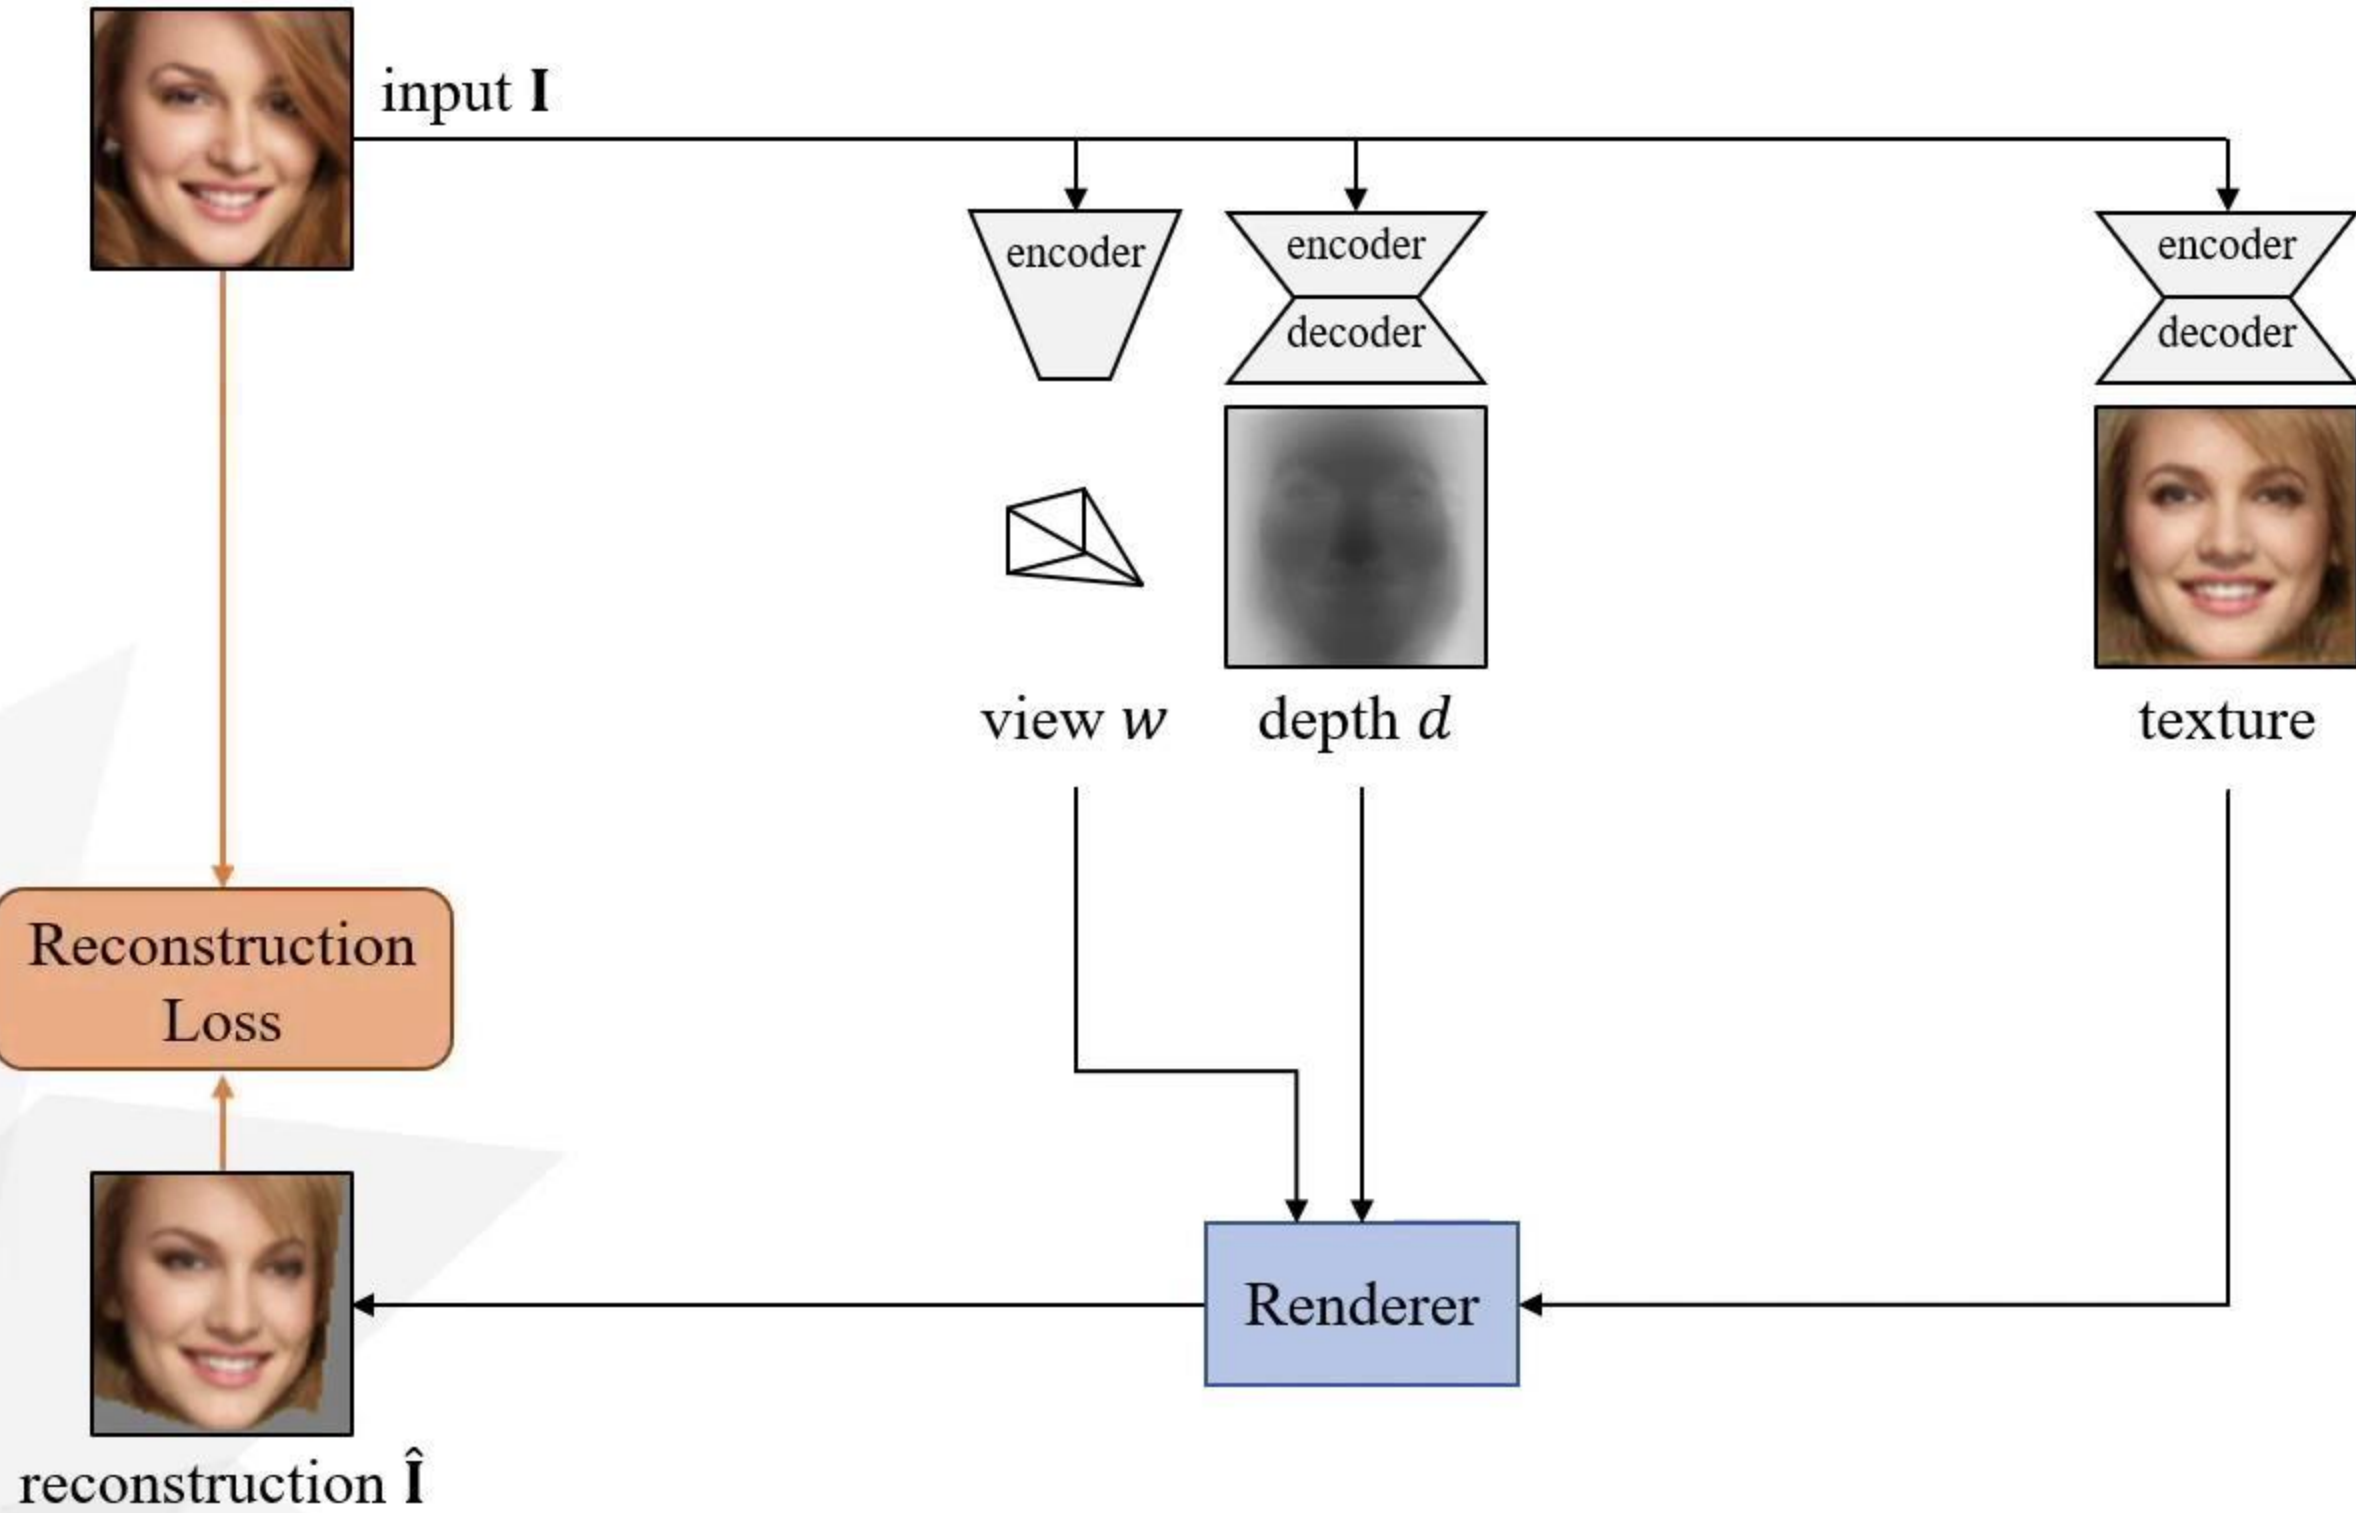 input I
encoder
encoder
decoder
encoder
decoder
view w
depth d
texture
Reconstruction
Loss
Renderer
reconstruction Î